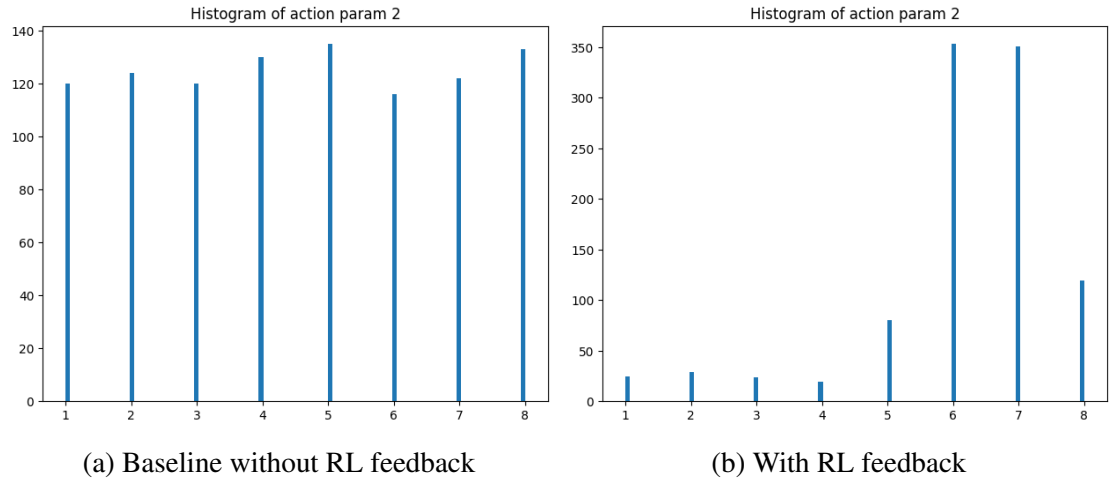 Histogram of action param 2
140
120
100
80
60
40
20
0
1 2 3 4 5 6 7 8
(a) Baseline without RL feedback
Histogram of action param 2
350
300
250
200
150
100
50
0
1 2 3 4 5 6 7 8
(b) With RL feedback